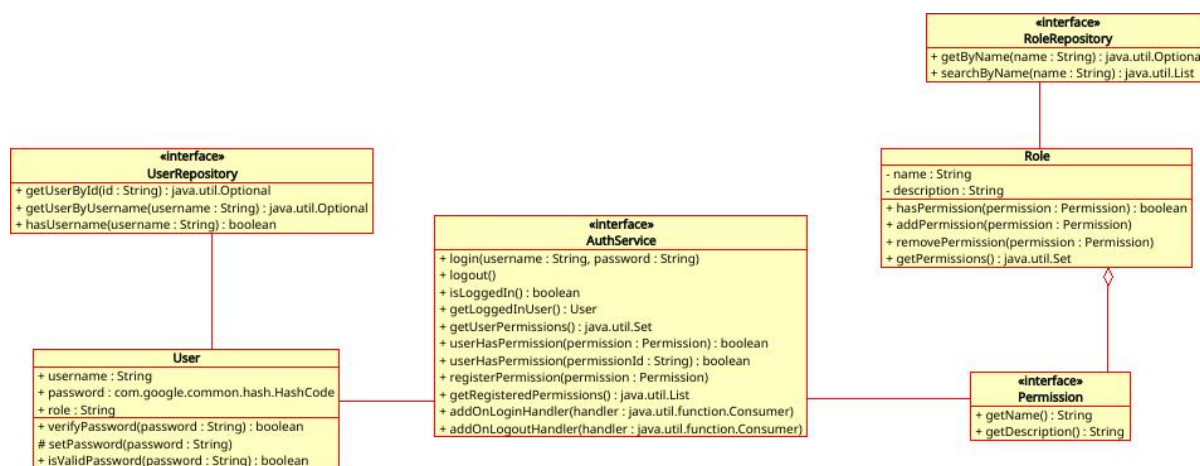 «interface»
RoleRepository
+ getByName(name : String) : java.util.Optiona
+ searchByName(name : String) : java.util.List
«interface»
UserRepository
+ getUserById(id : String) : java.util.Optional
+ getUserByUsername(username : String) : java.util.Optional
+ hasUsername(username : String) : boolean
Role
- name : String
- description : String
+ hasPermission(permission : Permission) : boolean
+ addPermission(permission : Permission)
+ removePermission(permission : Permission)
+ getPermissions() : java.util.Set
«interface»
AuthService
+ login(username : String, password : String)
+ logout()
+ isLoggedIn() : boolean
+ getLoggedInUser() : User
+ getUserPermissions() : java.util.Set
+ userHasPermission(permission : Permission) : boolean
+ userHasPermission(permissionId : String) : boolean
+ registerPermission(permission : Permission)
+ getRegisteredPermissions() : java.util.List
+ addOnLoginHandler(handler : java.util.function.Consumer)
+ addOnLogoutHandler(handler : java.util.function.Consumer)
User
+ username : String
+ password : com.google.common.hash.HashCode
+ role : String
+ verifyPassword(password : String) : boolean
# setPassword(password : String)
+ isValidPassword(password : String) : boolean
«interface»
Permission
+ getName() : String
+ getDescription() : String